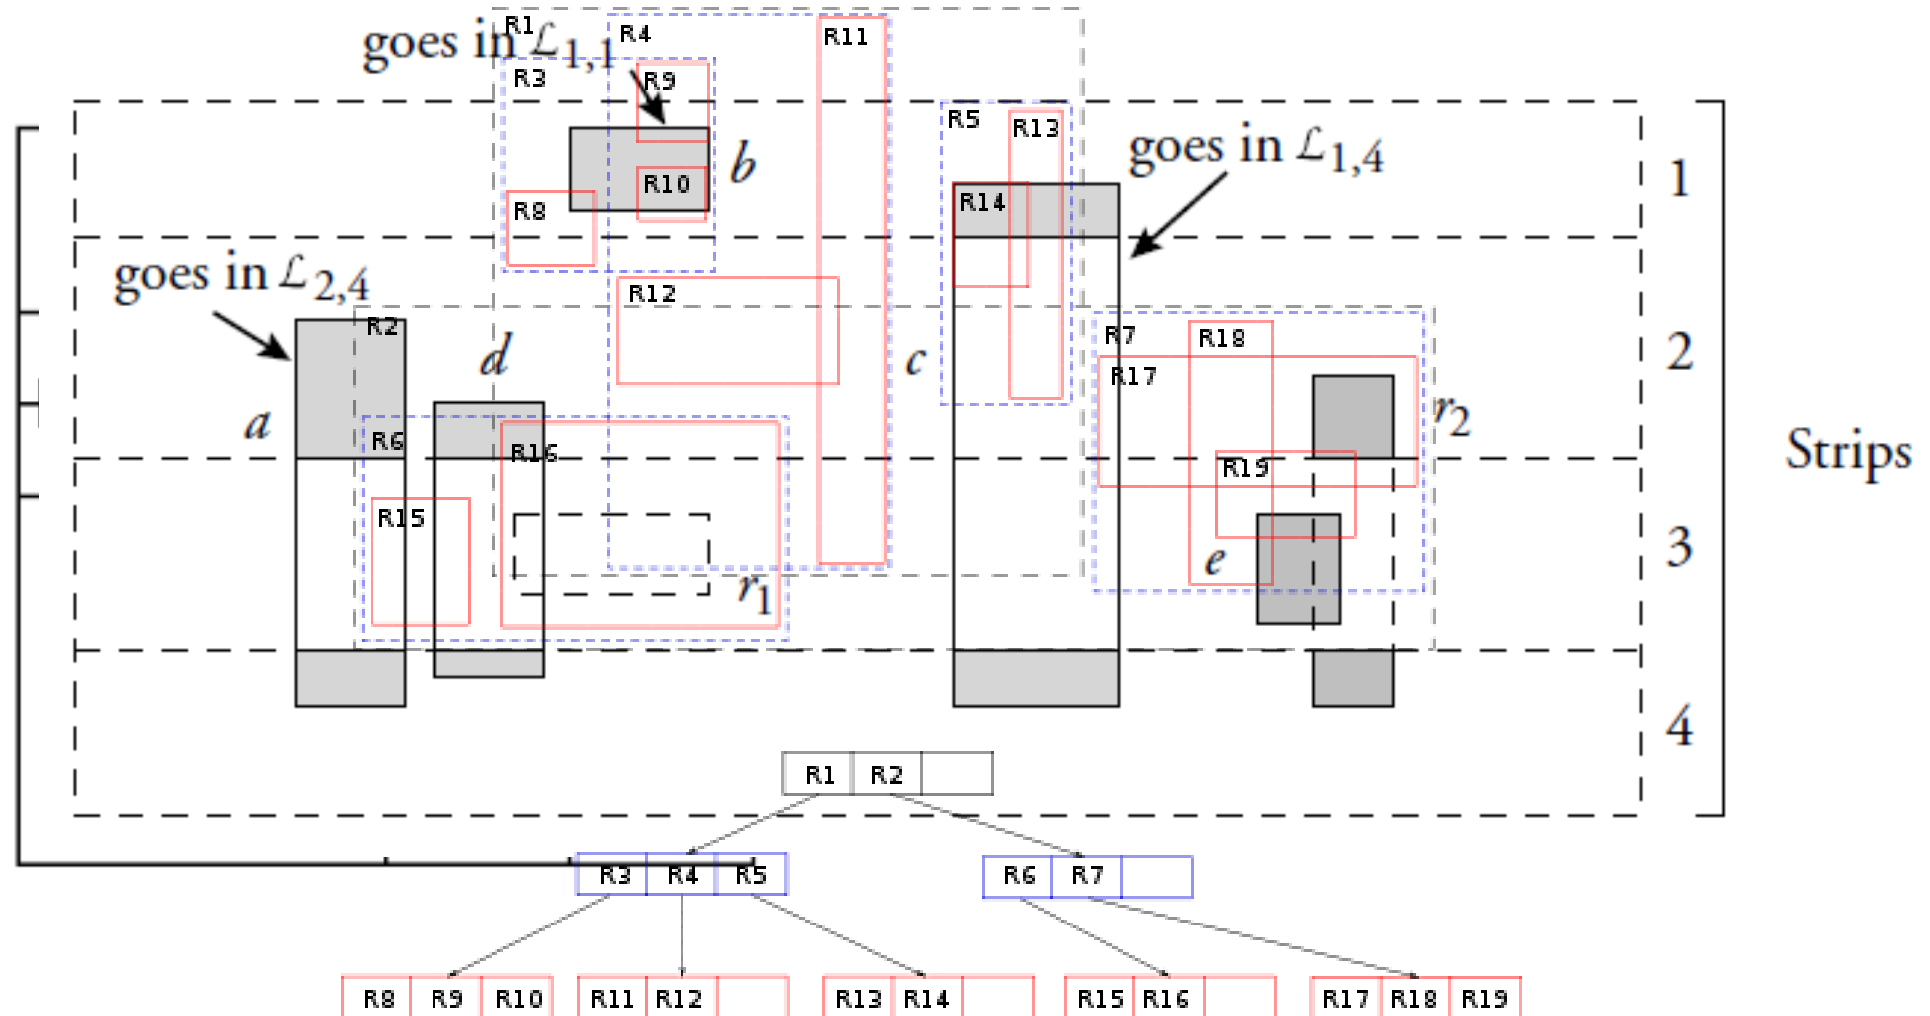 R1
goes in ℒ1,1
R4
R11
R3
R9
R5
R13
goes in ℒ1,4
b
1
R10
R14
R8
goes in ℒ2,4
R12
R2
R7
R18
d
c
2
R17
a
R6
r2
R16
Strips
R19
R15
e
3
r1
4
R1 R2
R3 R4 R5
R6 R7
R8 R9 R10
R11 R12
R13 R14
R15 R16
R17 R18 R19